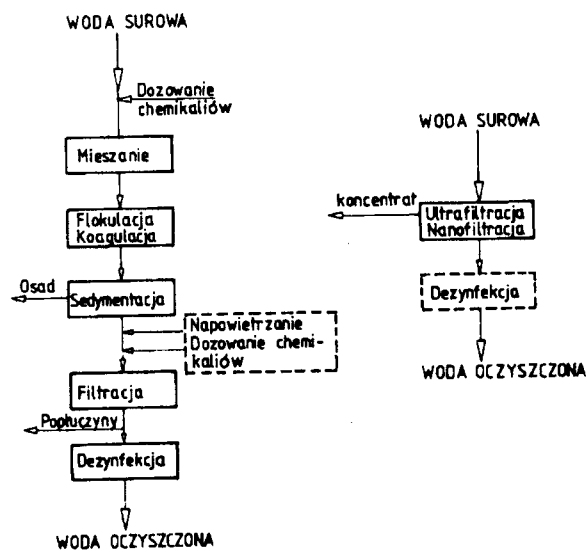 WODA SUROWA
Dozowanie
chemikaliów
Mieszanie
Flokulacja
Koagulacja
Osad
Sedymentacja
Napowietrzanie
Dozowanie chemi-
kaliów
Filtracja
Popłuczyny
Dezynfekcja
WODA OCZYSZCZONA
WODA SUROWA
koncentrat
Ultrafiltracja
Nanofiltracja
Dezynfekcja
WODA OCZYSZCZONA